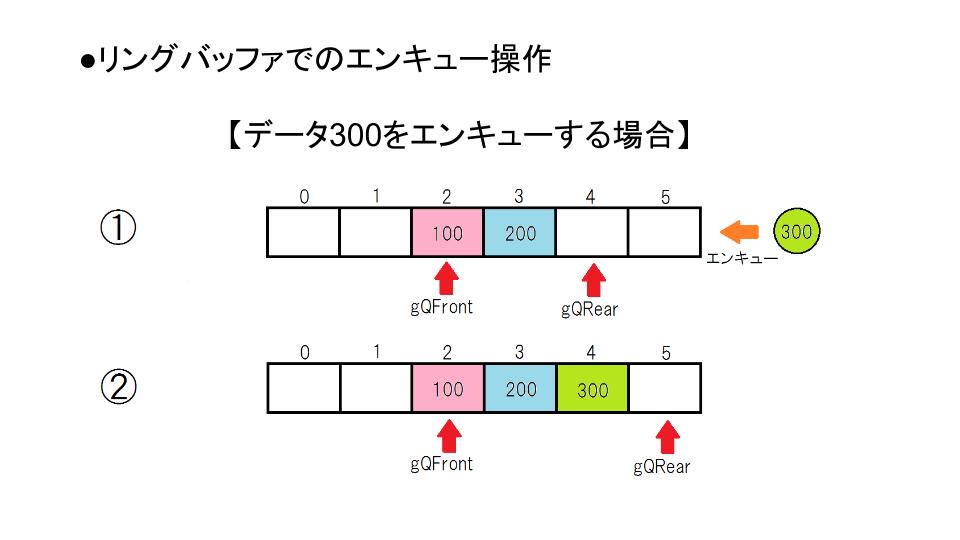 ●リングバッファでのエンキュー操作
【データ300をエンキューする場合】
0 1 2 3 4 5
① 100 200 300
エンキュー
gQFront gQRear
0 1 2 3 4 5
② 100 200 300
gQFront gQRear